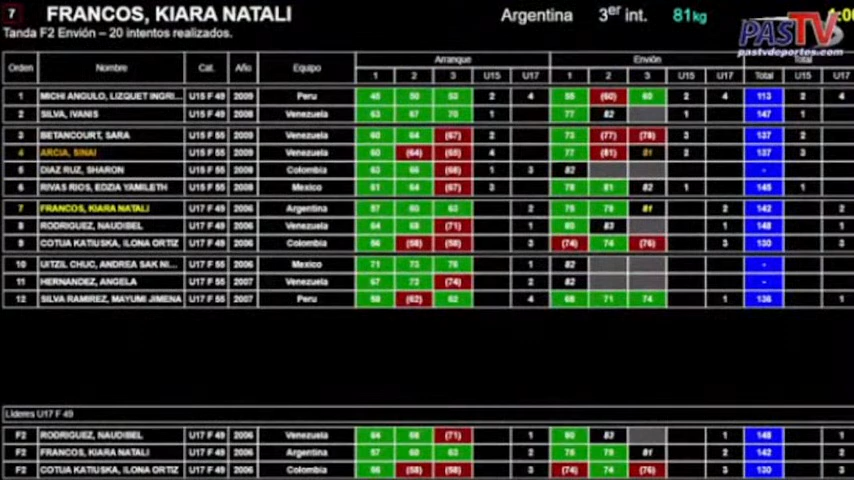 7 FRANCOS, KIARA NATALI Argentina 3er int. 81kg
PASTV
pastvdeportes.com
Tanda F2 Envión – 20 intentos realizados.
Orden Nombre Cat. Año Equipo Arranque Envión Total
1 2 3 U15 U17 1 2 3 U15 U17 Total U15 U17
1 MICHI ANGULO, LIZQUET INGRI... U15 F 49 2009 Peru 50 2 4 55 (60) 60 2 4 113 2 4
2 SILVA, IVANIS U15 F 49 2008 Venezuela 63 67 70 1 77 82 1 147 1
3 BETANCOURT, SARA U15 F 55 2009 Venezuela 60 64 (67) 2 73 (77) (78) 3 137 2
4 ARCIA, SINAI U15 F 55 2009 Venezuela 60 (64) (65) 4 77 (81) 81 2 137 3
5 DIAZ RUZ, SHARON U15 F 55 2008 Colombia 63 66 (68) 1 3 82 -
6 RIVAS RIOS, EDZIA YAMILETH U15 F 55 2008 Mexico 61 64 (67) 3 78 81 82 1 145 1
7 FRANCOS, KIARA NATALI U17 F 49 2006 Argentina 57 60 63 2 79 81 2 142 2
8 RODRIGUEZ, NAUDIBEL U17 F 49 2006 Venezuela 64 68 (71) 1 80 83 1 148 1
9 COTUA KATIUSKA, ILONA ORTIZ U17 F 49 2006 Colombia 56 (58) (58) 3 (74) 74 (76) 3 130 3
10 UITZIL CHUC, ANDREA SAK NI... U17 F 55 2006 Mexico 71 73 1 82 -
11 HERNANDEZ, ANGELA U17 F 55 2007 Venezuela 67 72 (74) 2 82 -
12 SILVA RAMIREZ, MAYUMI JIMENA U17 F 55 2007 Peru 59 (62) 62 4 68 71 74 1 136 1
Líderes U17 F 49
F2 RODRIGUEZ, NAUDIBEL U17 F 49 2006 Venezuela 64 68 (71) 1 80 83 1 148 1
F2 FRANCOS, KIARA NATALI U17 F 49 2006 Argentina 57 60 63 2 79 81 2 142 2
F2 COTUA KATIUSKA, ILONA ORTIZ U17 F 49 2006 Colombia 56 (58) (58) 3 (74) 74 (76) 3 130 3